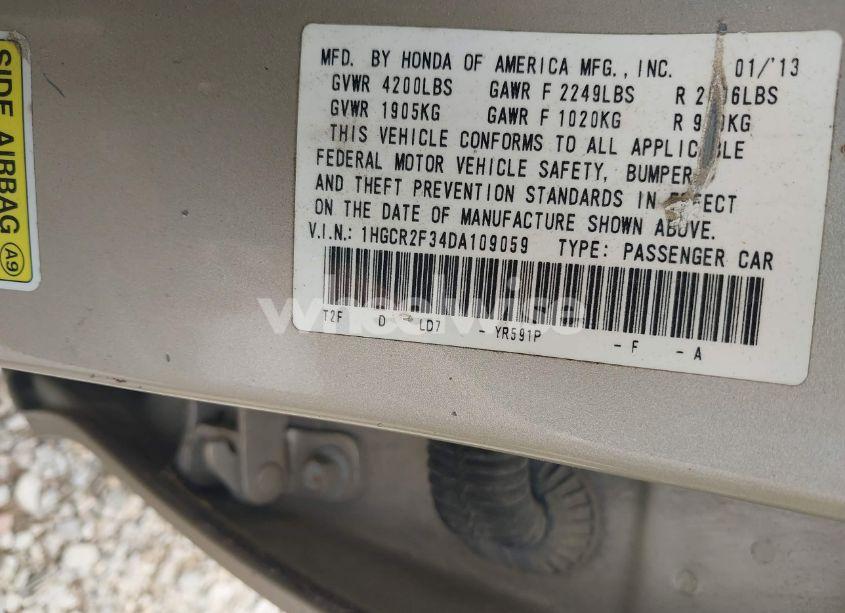 SIDE AIRBAG A9
MFD. BY HONDA OF AMERICA MFG., INC. 01/'13
GVWR 4200LBS GAWR F 2249LBS
GVWR 1905KG GAWR F 1020KG
THIS VEHICLE CONFORMS TO ALL APPLICABLE
FEDERAL MOTOR VEHICLE SAFETY, BUMPER
AND THEFT PREVENTION STANDARDS IN EFFECT
ON THE DATE OF MANUFACTURE SHOWN ABOVE.
V.I.N.: 1HGCR2F34DA109059 TYPE: PASSENGER CAR
wheelwise
T2F D - LD7 - YR591P - F - A